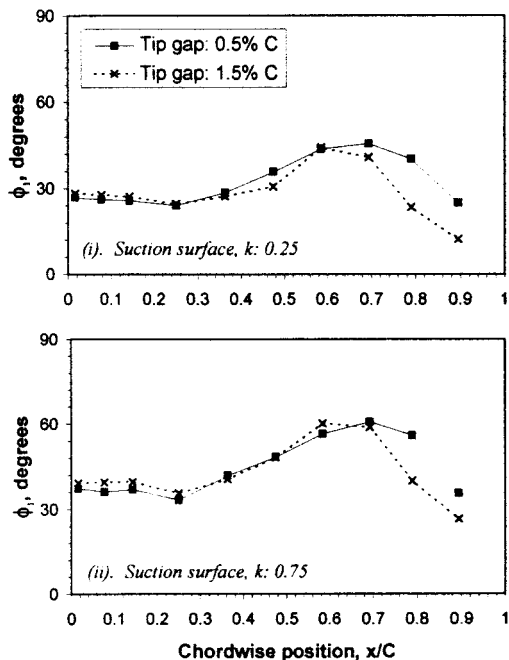 90
60
30
0
ϕ₁, degrees
Tip gap: 0.5% C
Tip gap: 1.5% C
(i). Suction surface, k: 0.25
0 0.1 0.2 0.3 0.4 0.5 0.6 0.7 0.8 0.9 1
90
60
30
0
ϕ₁, degrees
(ii). Suction surface, k: 0.75
0 0.1 0.2 0.3 0.4 0.5 0.6 0.7 0.8 0.9 1
Chordwise position, x/C